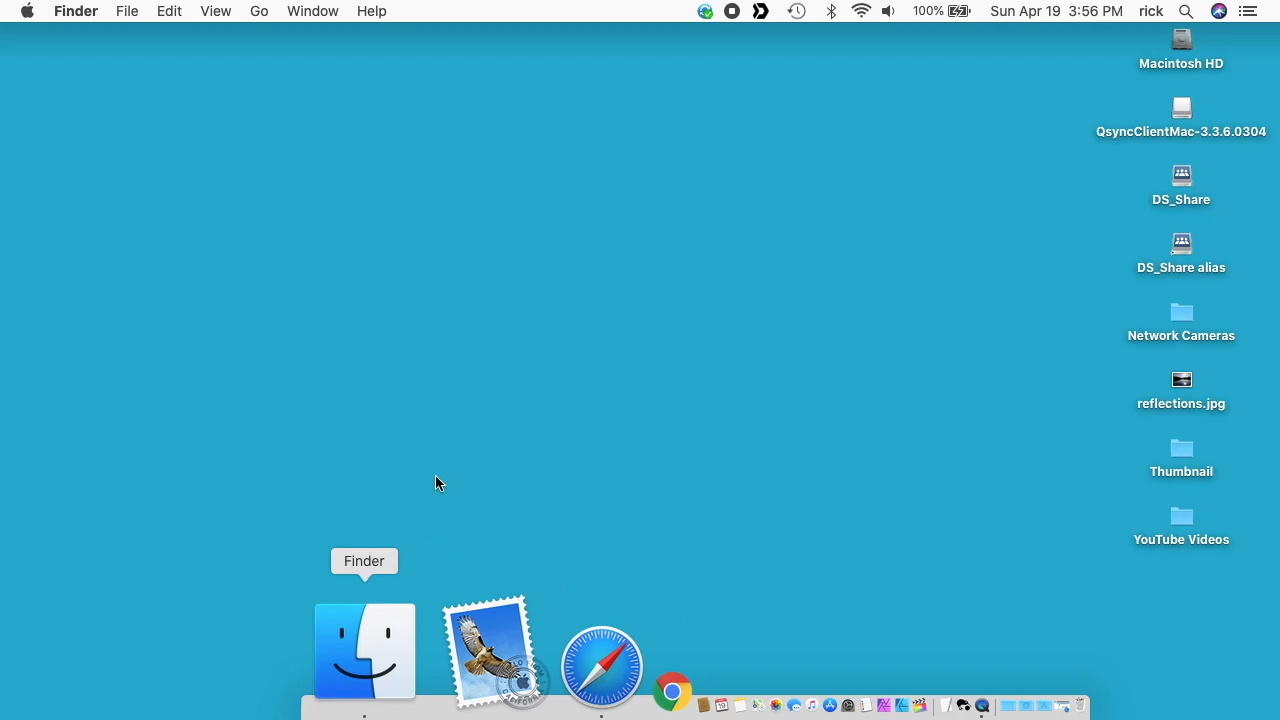 Finder File Edit View Go Window Help 100% Sun Apr 19 3:56 PM rick
Macintosh HD
QsyncClientMac-3.3.6.0304
DS_Share
DS_Share alias
Network Cameras
reflections.jpg
Thumbnail
YouTube Videos
Finder